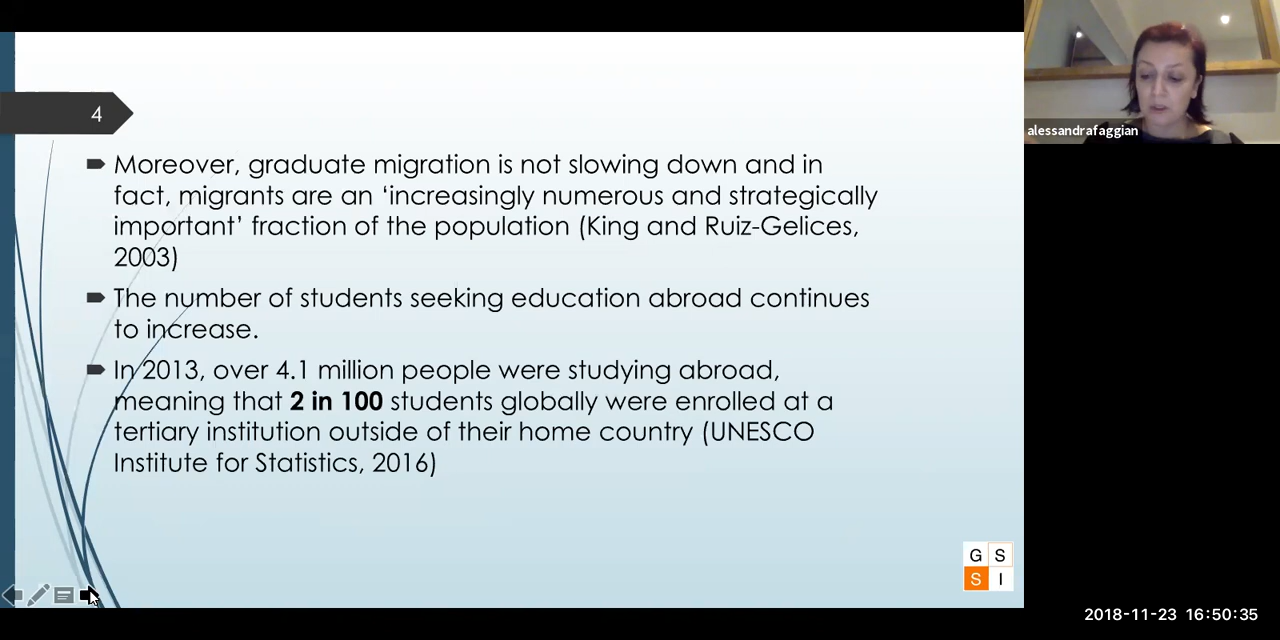 4
Moreover, graduate migration is not slowing down and in
fact, migrants are an ‘increasingly numerous and strategically
important’ fraction of the population (King and Ruiz-Gelices,
2003)
The number of students seeking education abroad continues
to increase.
In 2013, over 4.1 million people were studying abroad,
meaning that 2 in 100 students globally were enrolled at a
tertiary institution outside of their home country (UNESCO
Institute for Statistics, 2016)
G S
S I
alessandrafaggian
2018-11-23 16:50:35